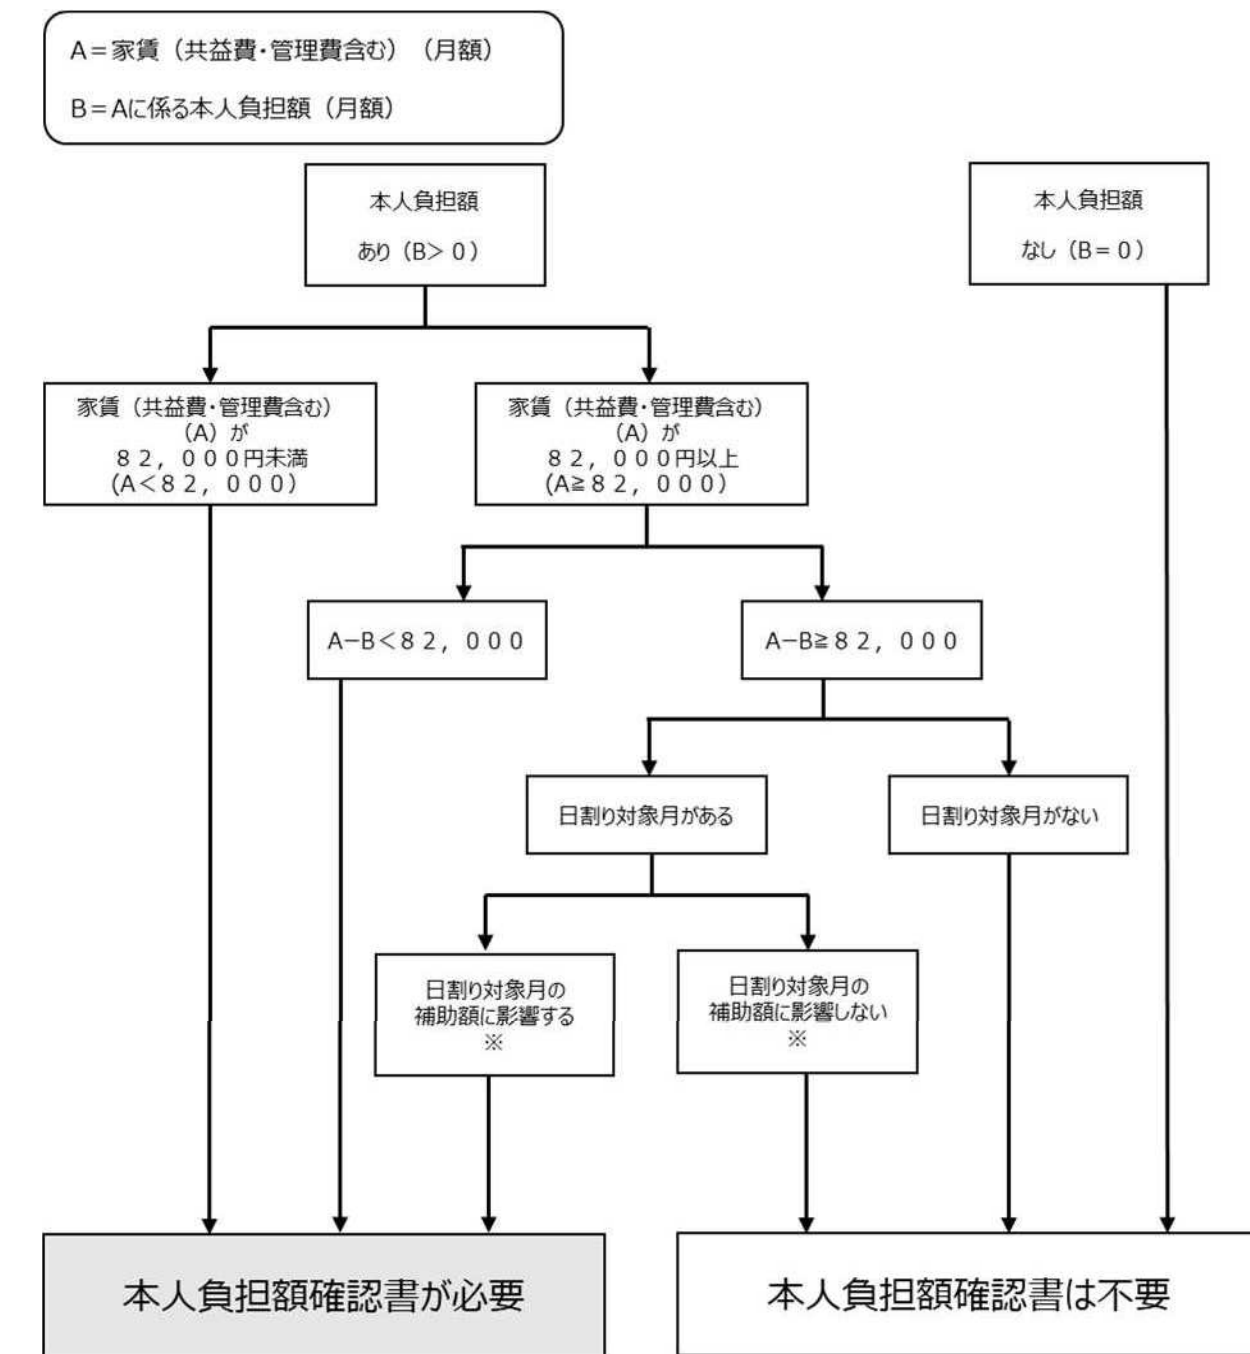 A＝家賃（共益費・管理費含む）（月額）
B＝Aに係る本人負担額（月額）
本人負担額
あり（B＞０）
本人負担額
なし（B＝０）
家賃（共益費・管理費含む）
（A）が
８２，０００円未満
(A＜８２，０００）
家賃（共益費・管理費含む）
（A）が
８２，０００円以上
(A≧８２，０００）
A−B＜８２，０００
A−B≧８２，０００
日割り対象月がある
日割り対象月がない
日割り対象月の
補助額に影響する
※
日割り対象月の
補助額に影響しない
※
本人負担額確認書が必要
本人負担額確認書は不要